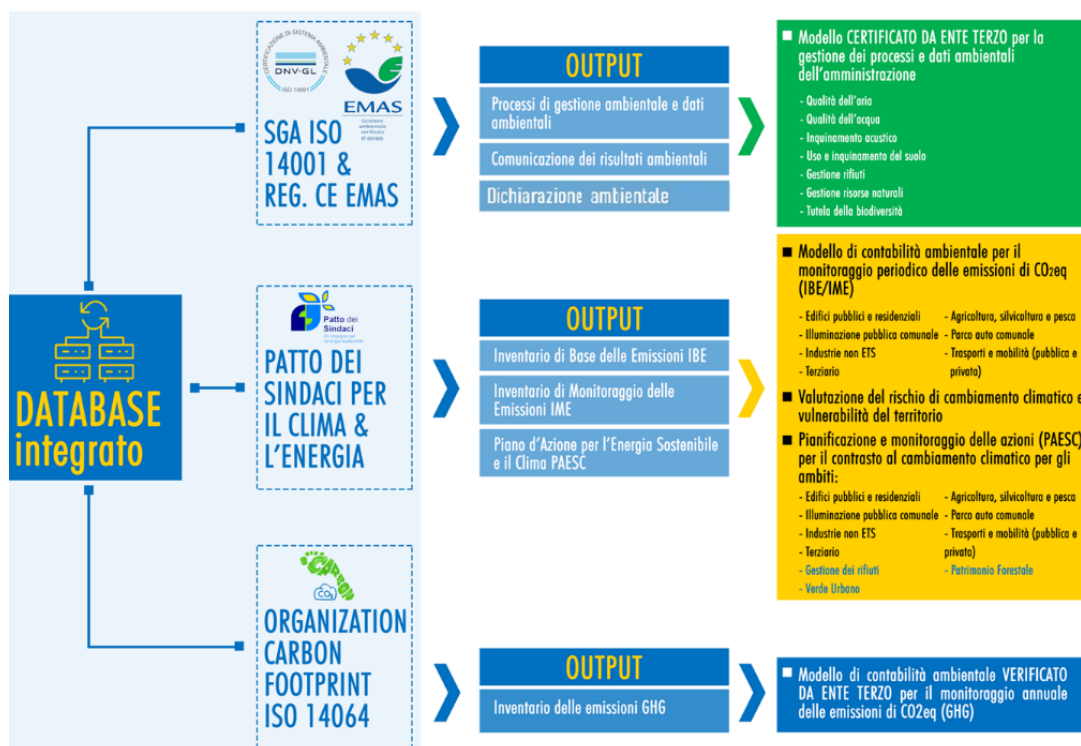 DATABASE
integrato
CERTIFICAZIONE DI SISTEMA AMBIENTALE
DNV·GL
ISO 14001
EMAS
Gestione
ambientale
verificata
SGA ISO
14001 &
REG. CE EMAS
OUTPUT
Processi di gestione ambientale e dati
ambientali
Comunicazione dei risultati ambientali
Dichiarazione ambientale
■ Modello CERTIFICATO DA ENTE TERZO per la
gestione dei processi e dati ambientali
dell'amministrazione
- Qualità dell'aria
- Qualità dell'acqua
- Inquinamento acustico
- Uso e inquinamento del suolo
- Gestione rifiuti
- Gestione risorse naturali
- Tutela della biodiversità
Patto dei
Sindaci
PATTO DEI
SINDACI PER
IL CLIMA &
L'ENERGIA
OUTPUT
Inventario di Base delle Emissioni IBE
Inventario di Monitoraggio delle
Emissioni IME
Piano d'Azione per l'Energia Sostenibile
e il Clima PAESC
■ Modello di contabilità ambientale per il
monitoraggio periodico delle emissioni di CO2eq
(IBE/IME)
- Edifici pubblici e residenziali
- Illuminazione pubblica comunale
- Industrie non ETS
- Terziario
- Agricoltura, silvicoltura e pesca
- Parco auto comunale
- Trasporti e mobilità (pubblica e
privata)
■ Valutazione del rischio di cambiamento climatico e
vulnerabilità del territorio
■ Pianificazione e monitoraggio delle azioni (PAESC)
per il contrasto al cambiamento climatico per gli
ambiti:
- Edifici pubblici e residenziali
- Illuminazione pubblica comunale
- Industrie non ETS
- Terziario
- Gestione dei rifiuti
- Verde Urbano
- Agricoltura, silvicoltura e pesca
- Parco auto comunale
- Trasporti e mobilità (pubblica e
privata)
- Patrimonio Forestale
CARBON
CO2
ORGANIZATION
CARBON
FOOTPRINT
ISO 14064
OUTPUT
Inventario delle emissioni GHG
■ Modello di contabilità ambientale VERIFICATO
DA ENTE TERZO per il monitoraggio annuale
delle emissioni di CO2eq (GHG)